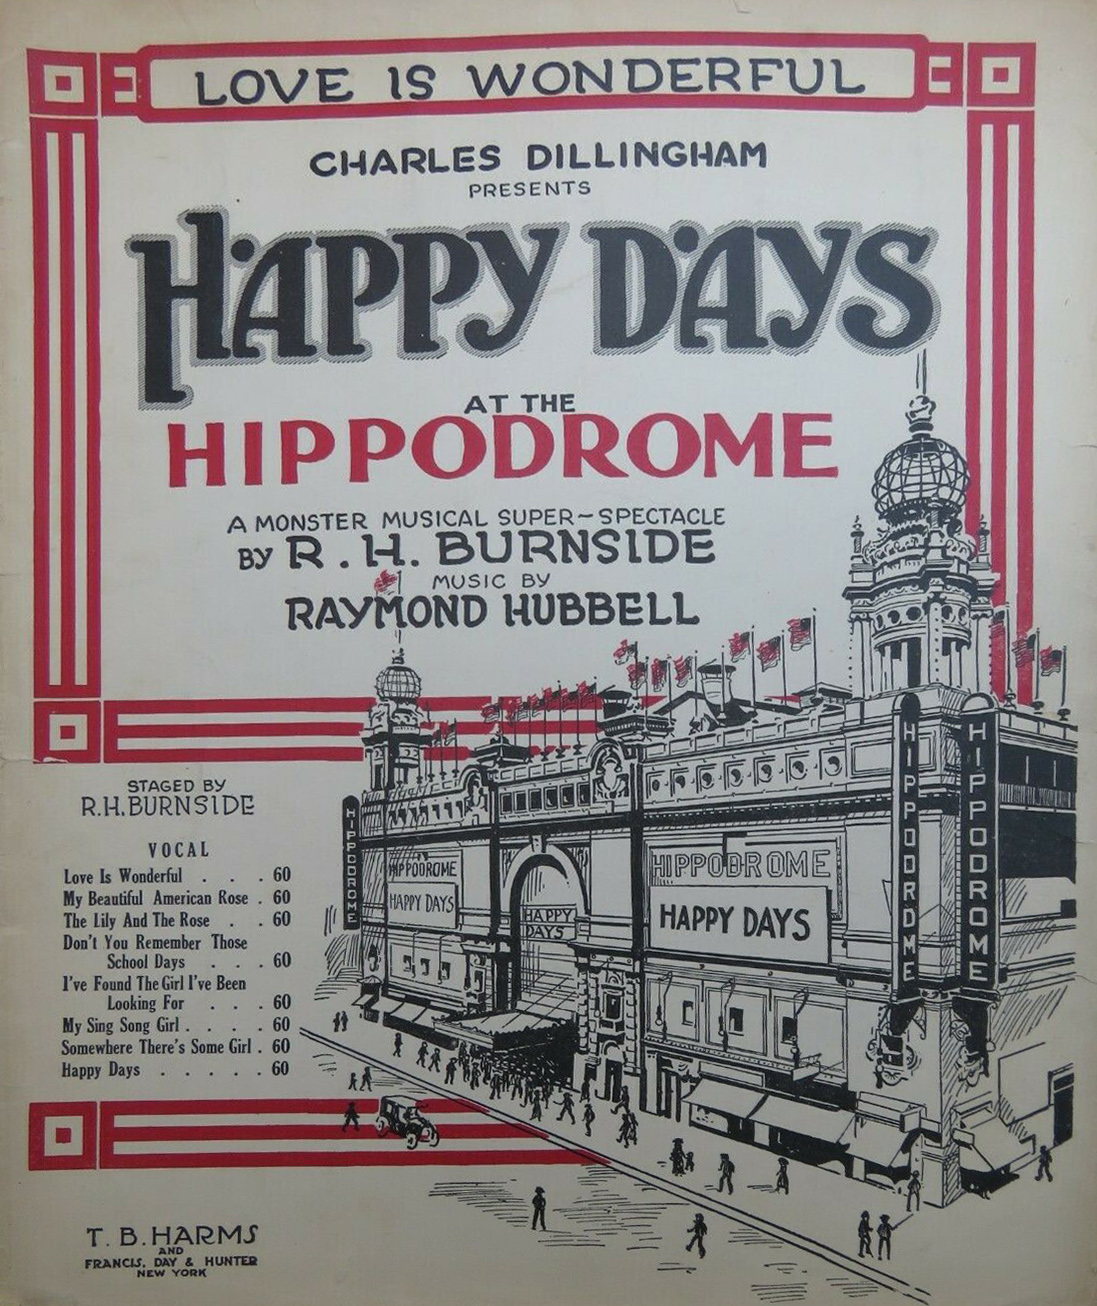 LOVE IS WONDERFUL
CHARLES DILLINGHAM
PRESENTS
HAPPY DAYS
AT THE
HIPPODROME
A MONSTER MUSICAL SUPER-SPECTACLE
BY R. H. BURNSIDE
MUSIC BY
RAYMOND HUBBELL
STAGED BY
R.H. BURNSIDE
VOCAL
Love Is Wonderful . . . 60
My Beautiful American Rose . 60
The Lily And The Rose . . 60
Don't You Remember Those
School Days . . . 60
I've Found The Girl I've Been
Looking For . . . 60
My Sing Song Girl . . . . 60
Somewhere There's Some Girl . 60
Happy Days . . . . . 60
HIPPODROME
HIPPODROME
HAPPY DAYS
HAPPY
DAYS
HIPPODROME
HAPPY DAYS
HIPPODROME
HIPPODROME
T. B. HARMS
AND
FRANCIS, DAY & HUNTER
NEW YORK